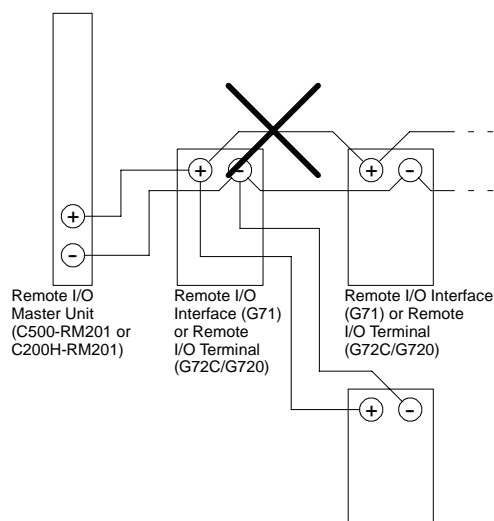 +
-
+
-
+
-
Remote I/O
Master Unit
(C500-RM201 or
C200H-RM201)
Remote I/O
Interface (G71)
or Remote
I/O Terminal
(G72C/G720)
Remote I/O Interface
(G71) or Remote
I/O Terminal
(G72C/G720)
+
-